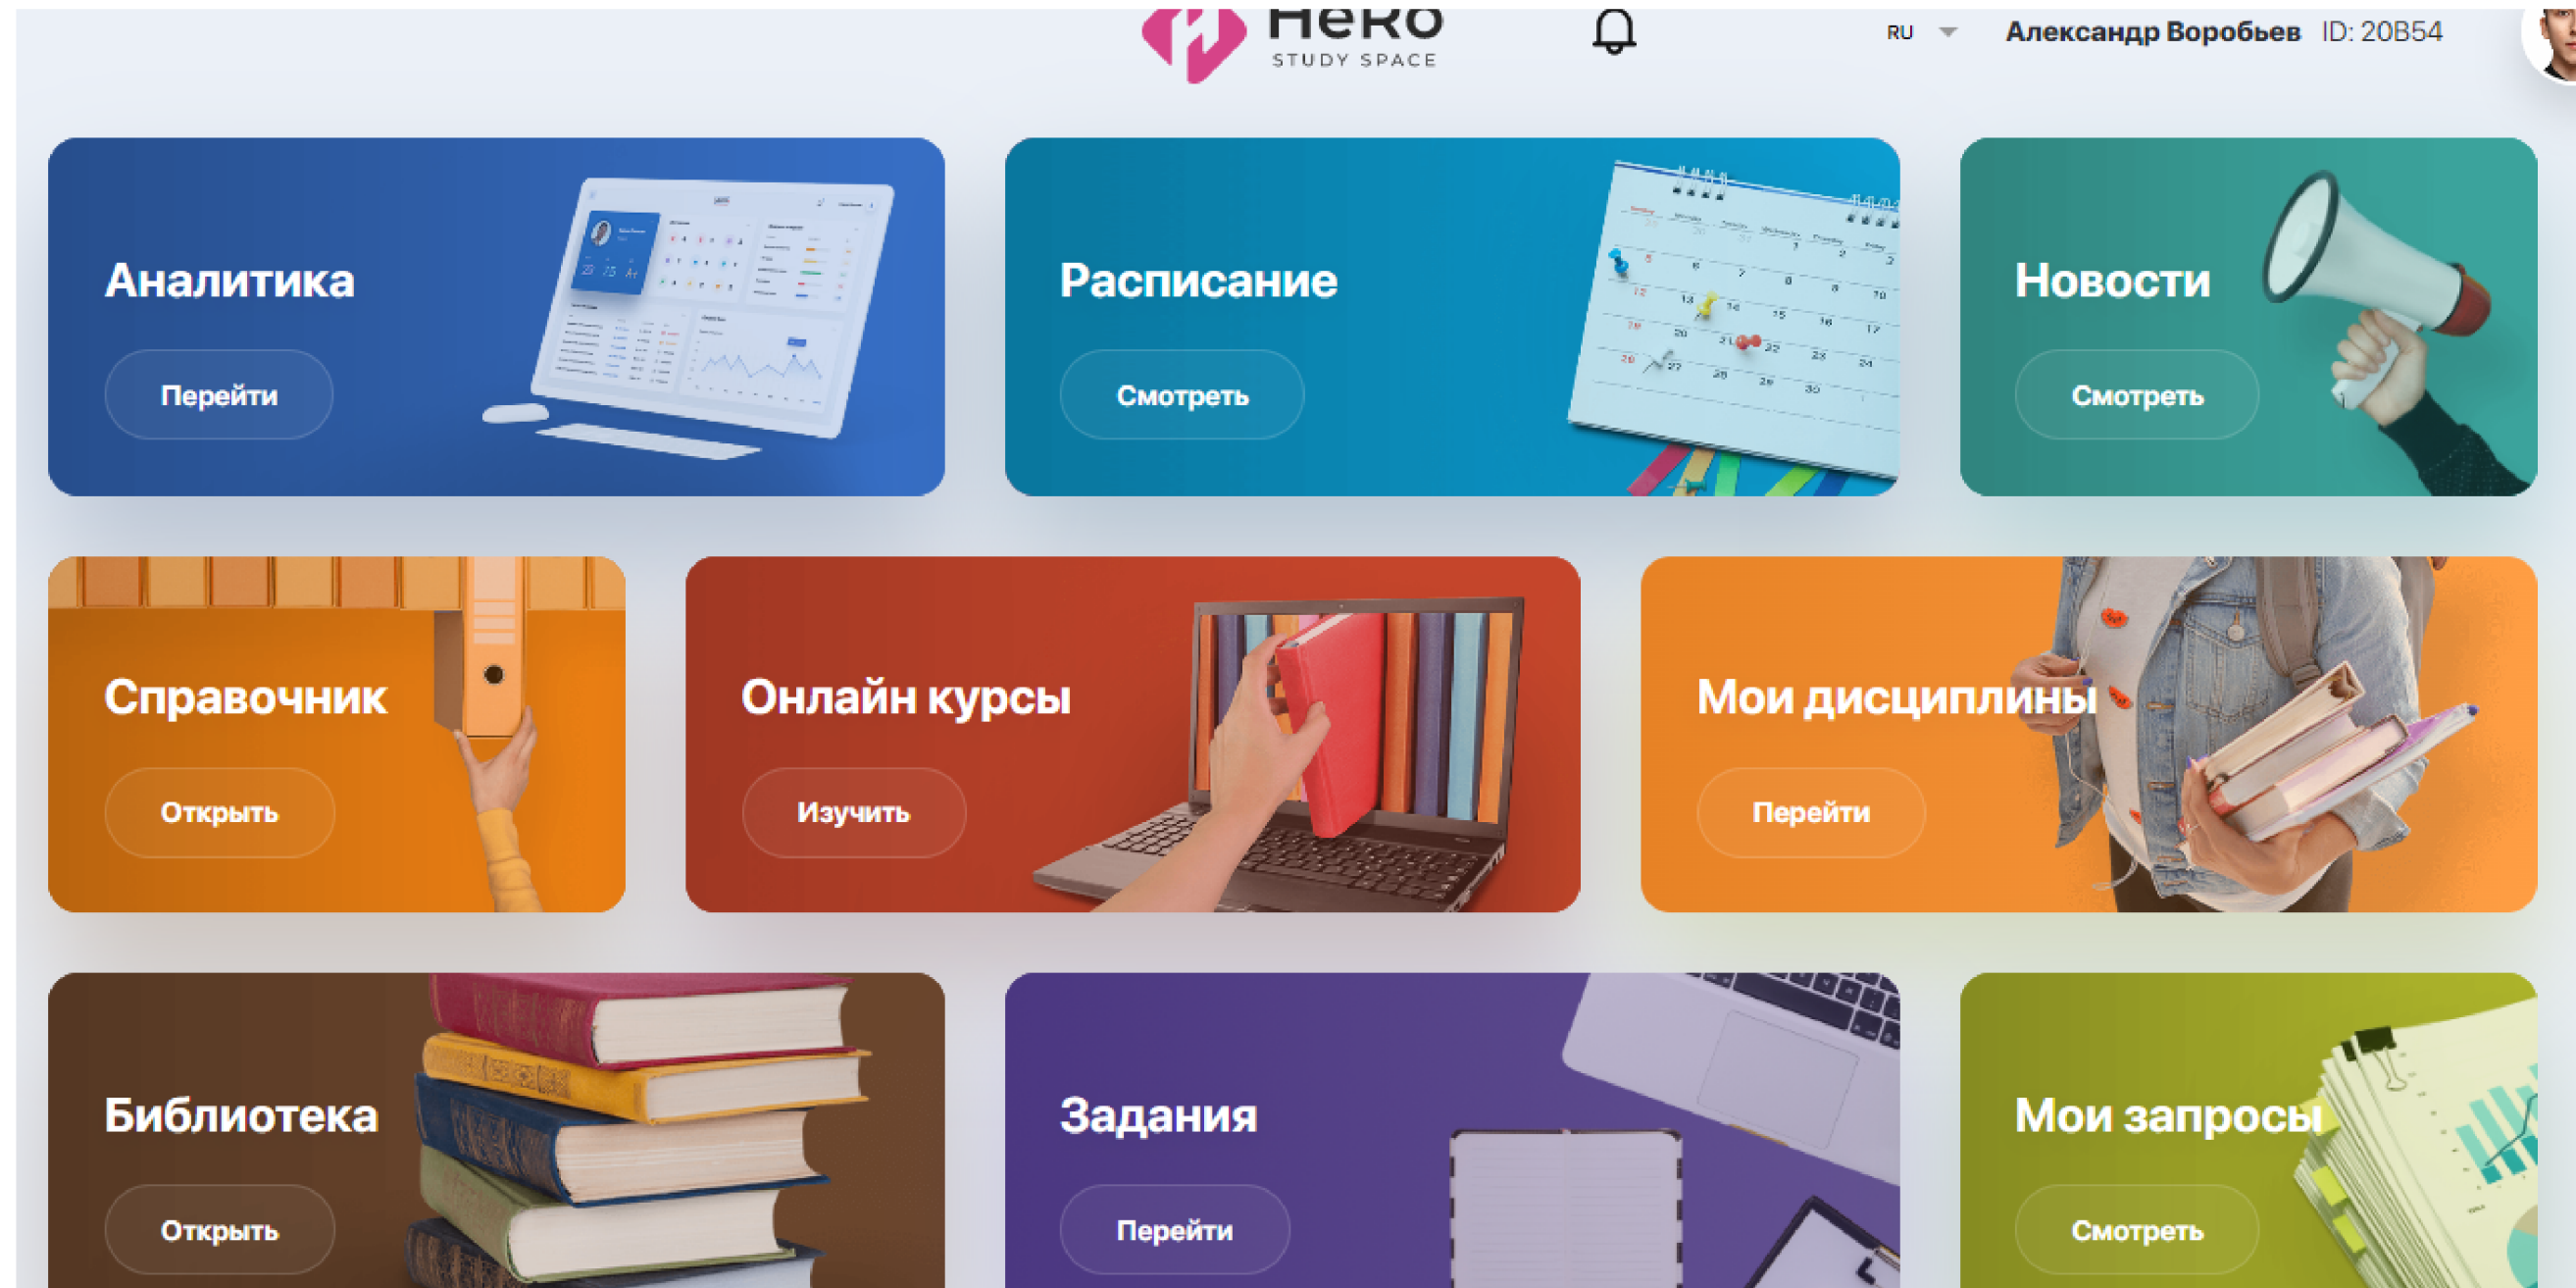 HeRo
STUDY SPACE
RU
Александр Воробьев ID: 20B54
Аналитика
Перейти
Расписание
Смотреть
Новости
Смотреть
Справочник
Открыть
Онлайн курсы
Изучить
Мои дисциплины
Перейти
Библиотека
Открыть
Задания
Перейти
Мои запросы
Смотреть